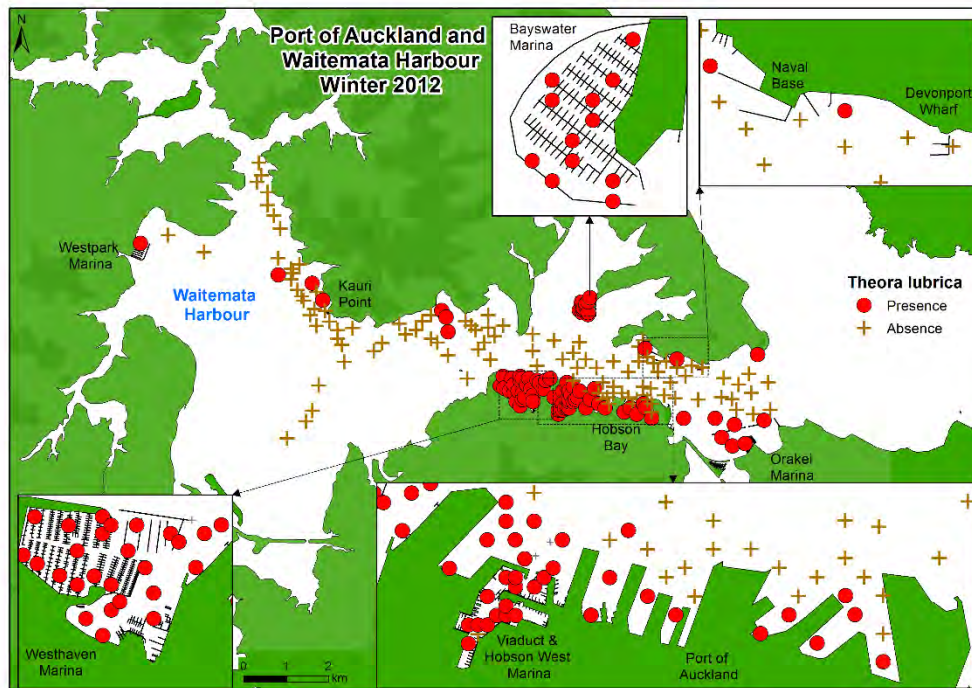 N
Port of Auckland and
Waitemata Harbour
Winter 2012
Bayswater
Marina
Naval
Base
Devonport
Wharf
Westpark
Marina
Kauri
Point
Waitemata
Harbour
Theora lubrica
Presence
Absence
Hobson
Bay
Orakei
Marina
Westhaven
Marina
0 1 2
km
Viaduct &
Hobson West
Marina
Port of
Auckland